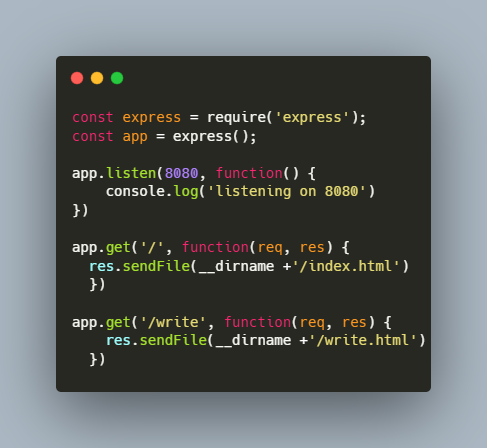 const express = require('express');
const app = express();

app.listen(8080, function() {
    console.log('listening on 8080')
})

app.get('/', function(req, res) {
  res.sendFile(__dirname +'/index.html')
  })

app.get('/write', function(req, res) {
    res.sendFile(__dirname +'/write.html')
  })